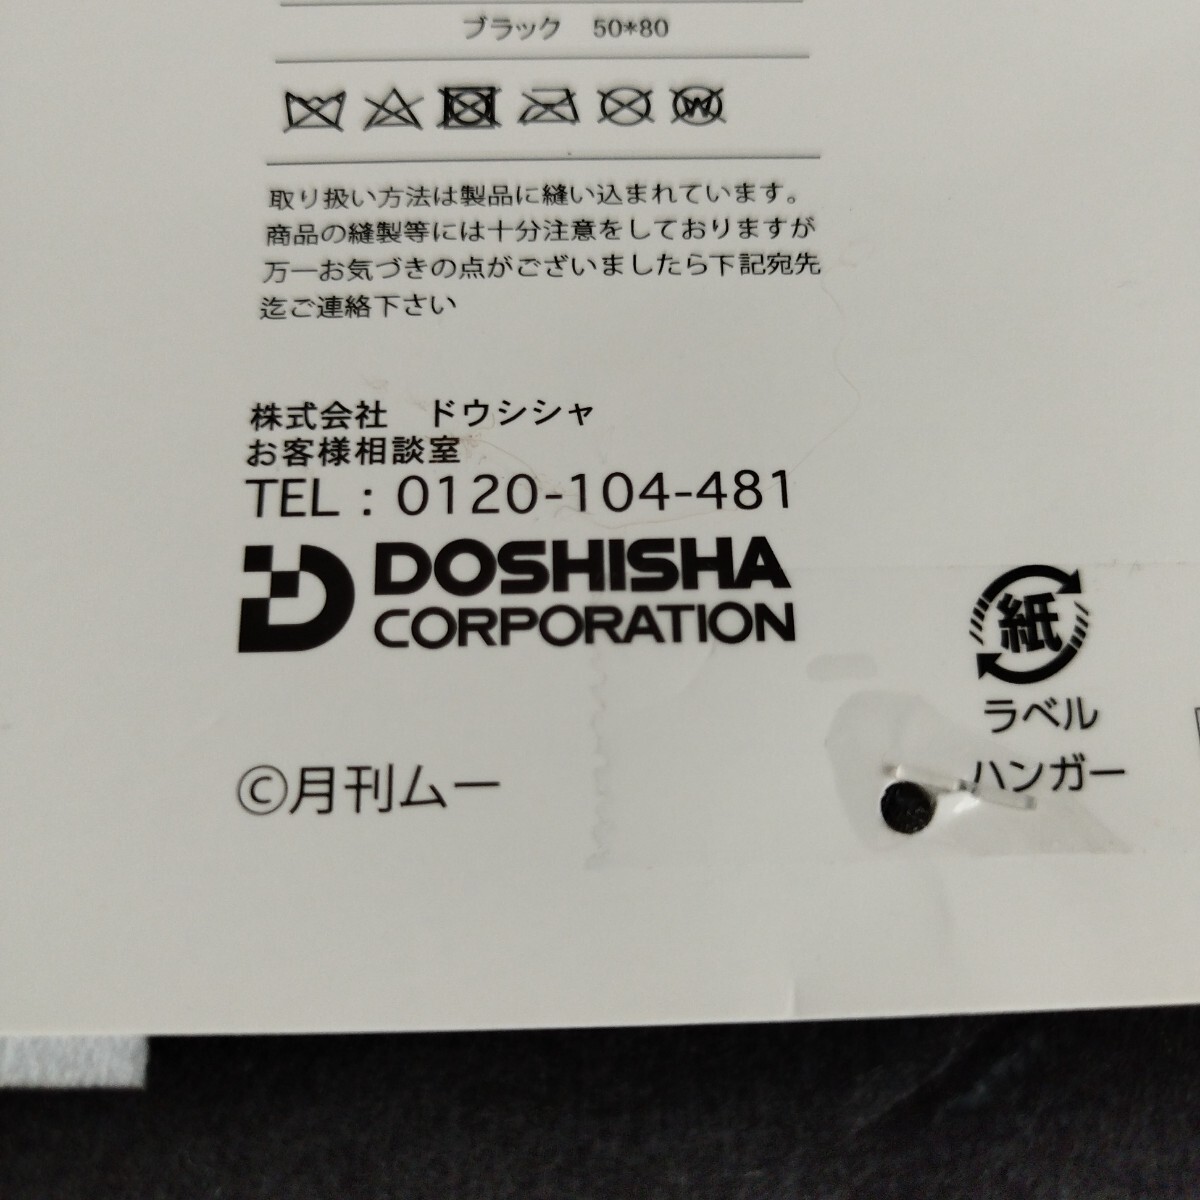 ブラック　50*80
取り扱い方法は製品に縫い込まれています。
商品の縫製等には十分注意をしておりますが
万一お気づきの点がございましたら下記宛先
迄ご連絡下さい
株式会社　ドウシシャ
お客様相談室
TEL：0120-104-481
DOSHISHA
CORPORATION
©月刊ムー
紙
ラベル
ハンガー